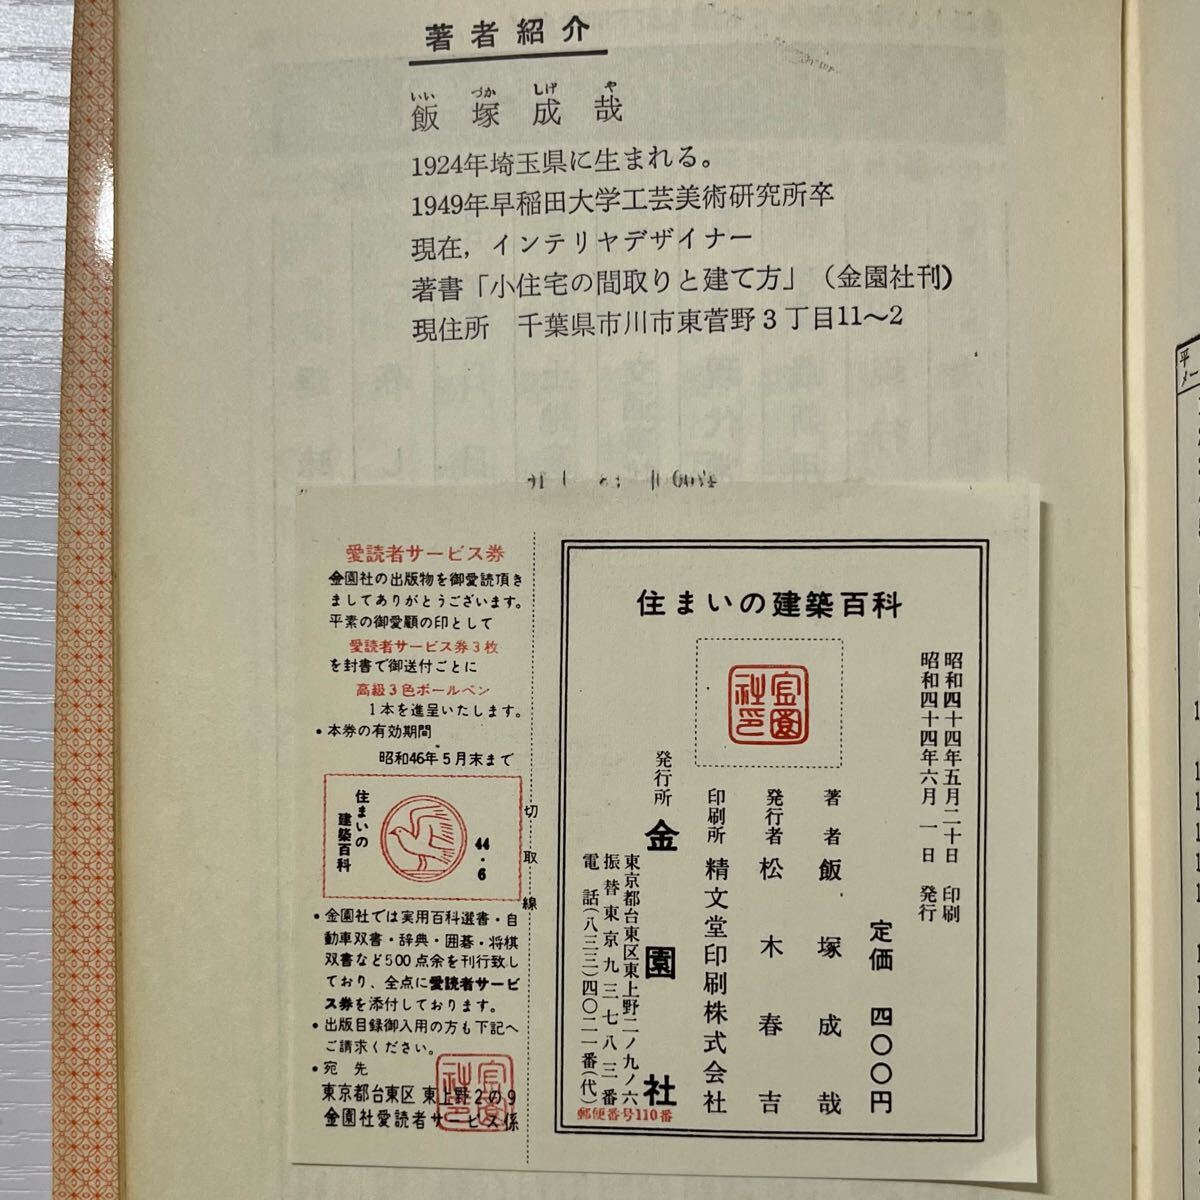 著者紹介
いい づか しげ や
飯塚成哉
1924年埼玉県に生まれる。
1949年早稲田大学工芸美術研究所卒
現在，インテリヤデザイナー
著書「小住宅の間取りと建て方」（金園社刊）
現住所　千葉県市川市東菅野３丁目11〜2
愛読者サービス券
金園社の出版物を御愛読頂き
ましてありがとうございます。
平素の御愛顧の印として
愛読者サービス券３枚
を封書で御送付ごとに
高級３色ボールペン
１本を進呈いたします。
・本券の有効期間
昭和46年５月末まで
住まいの
建築百科
44・6
・金園社では実用百科選書・自
動車双書・辞典・囲碁・将棋
双書など500点余を刊行致し
ており、全点に愛読者サービ
ス券を添付しております。
・出版目録御入用の方も下記へ
ご請求ください。
・宛先
東京都台東区東上野２の９
金園社愛読者サービス係
切取線
住まいの建築百科
昭和四十四年五月二十日　印刷
昭和四十四年六月一日　発行
定価　四〇〇円
著者　飯塚成哉
発行者　松木春吉
印刷所　精文堂印刷株式会社
発行所　金園社
東京都台東区東上野二ノ九ノ六
振替東京九三七八三番
電話(八三三)四〇二一番(代)
郵便番号110番
平
メー